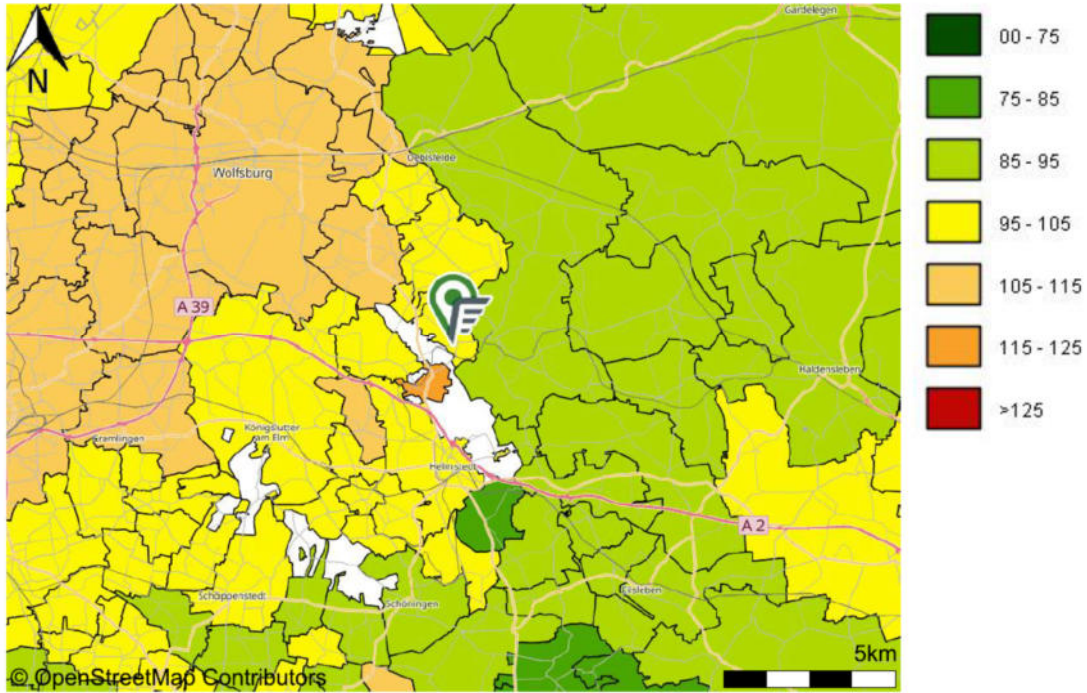 Gardelegen
N
Oebisfelde
Wolfsburg
A 39
Haldensleben
Cramlingen
Königslutter
am Elm
Helmstedt
A 2
Eilsleben
Schöppenstedt
Schöningen
5km
© OpenStreetMap Contributors
00 - 75
75 - 85
85 - 95
95 - 105
105 - 115
115 - 125
>125